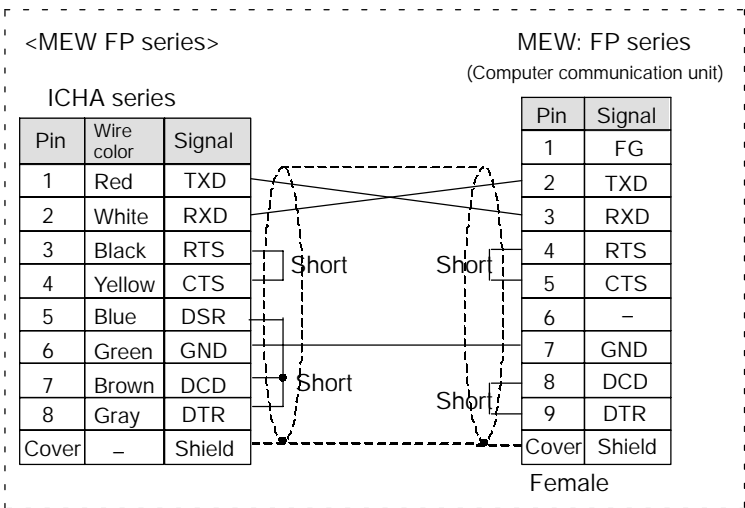 <MEW FP series>
MEW: FP series
(Computer communication unit)
ICHA series
Pin Wire color Signal
1 Red TXD
2 White RXD
3 Black RTS
4 Yellow CTS
5 Blue DSR
6 Green GND
7 Brown DCD
8 Gray DTR
Cover – Shield
Short
Short
Short
Short
Pin Signal
1 FG
2 TXD
3 RXD
4 RTS
5 CTS
6 –
7 GND
8 DCD
9 DTR
Cover Shield
Female